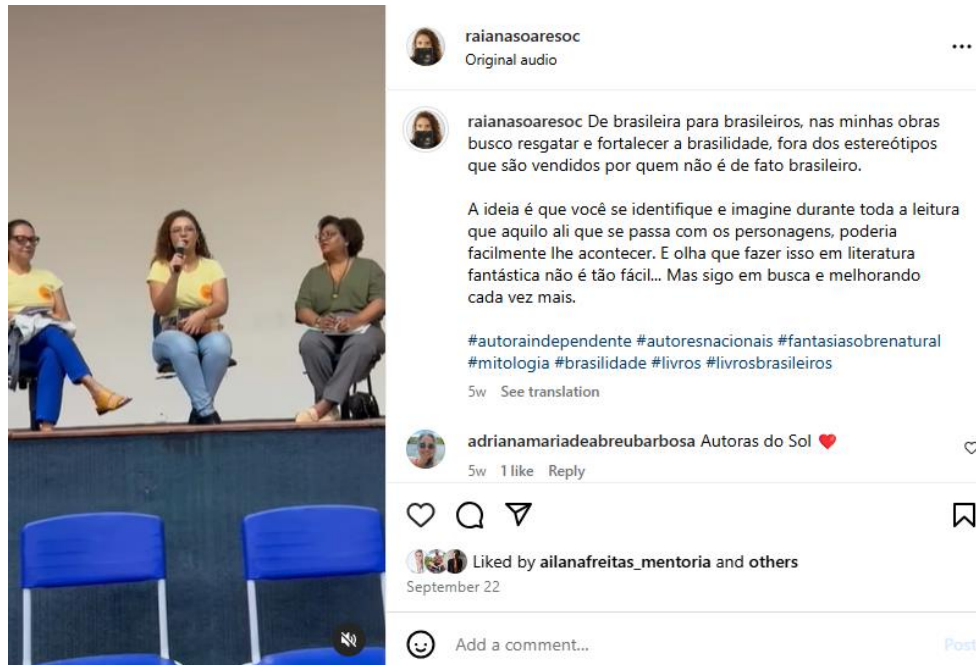 raianasoaresoc
Original audio
raianasoaresoc De brasileira para brasileiros, nas minhas obras
busco resgatar e fortalecer a brasilidade, fora dos estereótipos
que são vendidos por quem não é de fato brasileiro.
A ideia é que você se identifique e imagine durante toda a leitura
que aquilo ali que se passa com os personagens, poderia
facilmente lhe acontecer. E olha que fazer isso em literatura
fantástica não é tão fácil... Mas sigo em busca e melhorando
cada vez mais.
#autoraindependente #autoresnacionais #fantasiasobrenatural
#mitologia #brasilidade #livros #livrosbrasileiros
5w See translation
adrianamariadeabreubarbosa Autoras do Sol ❤️
5w 1 like Reply
Liked by ailanafreitas_mentoria and others
September 22
Add a comment...
Post